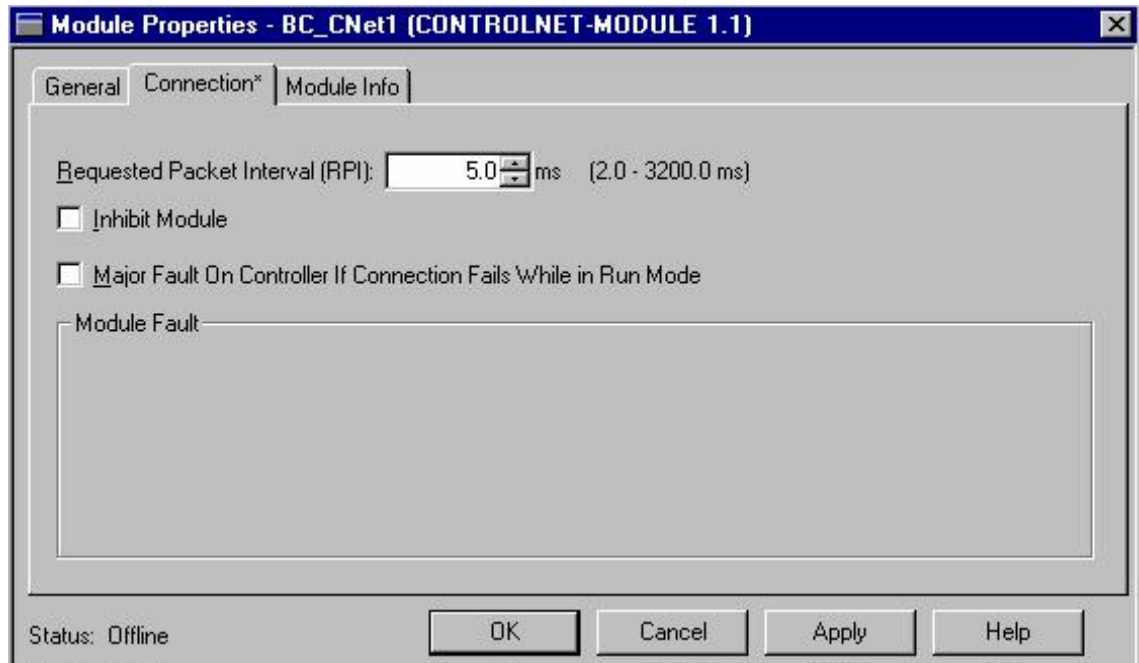 Module Properties - BC_CNet1 (CONTROLNET-MODULE 1.1)
General Connection* Module Info
Requested Packet Interval (RPI): 5.0 ms (2.0 - 3200.0 ms)
Inhibit Module
Major Fault On Controller If Connection Fails While in Run Mode
Module Fault
Status: Offline OK Cancel Apply Help